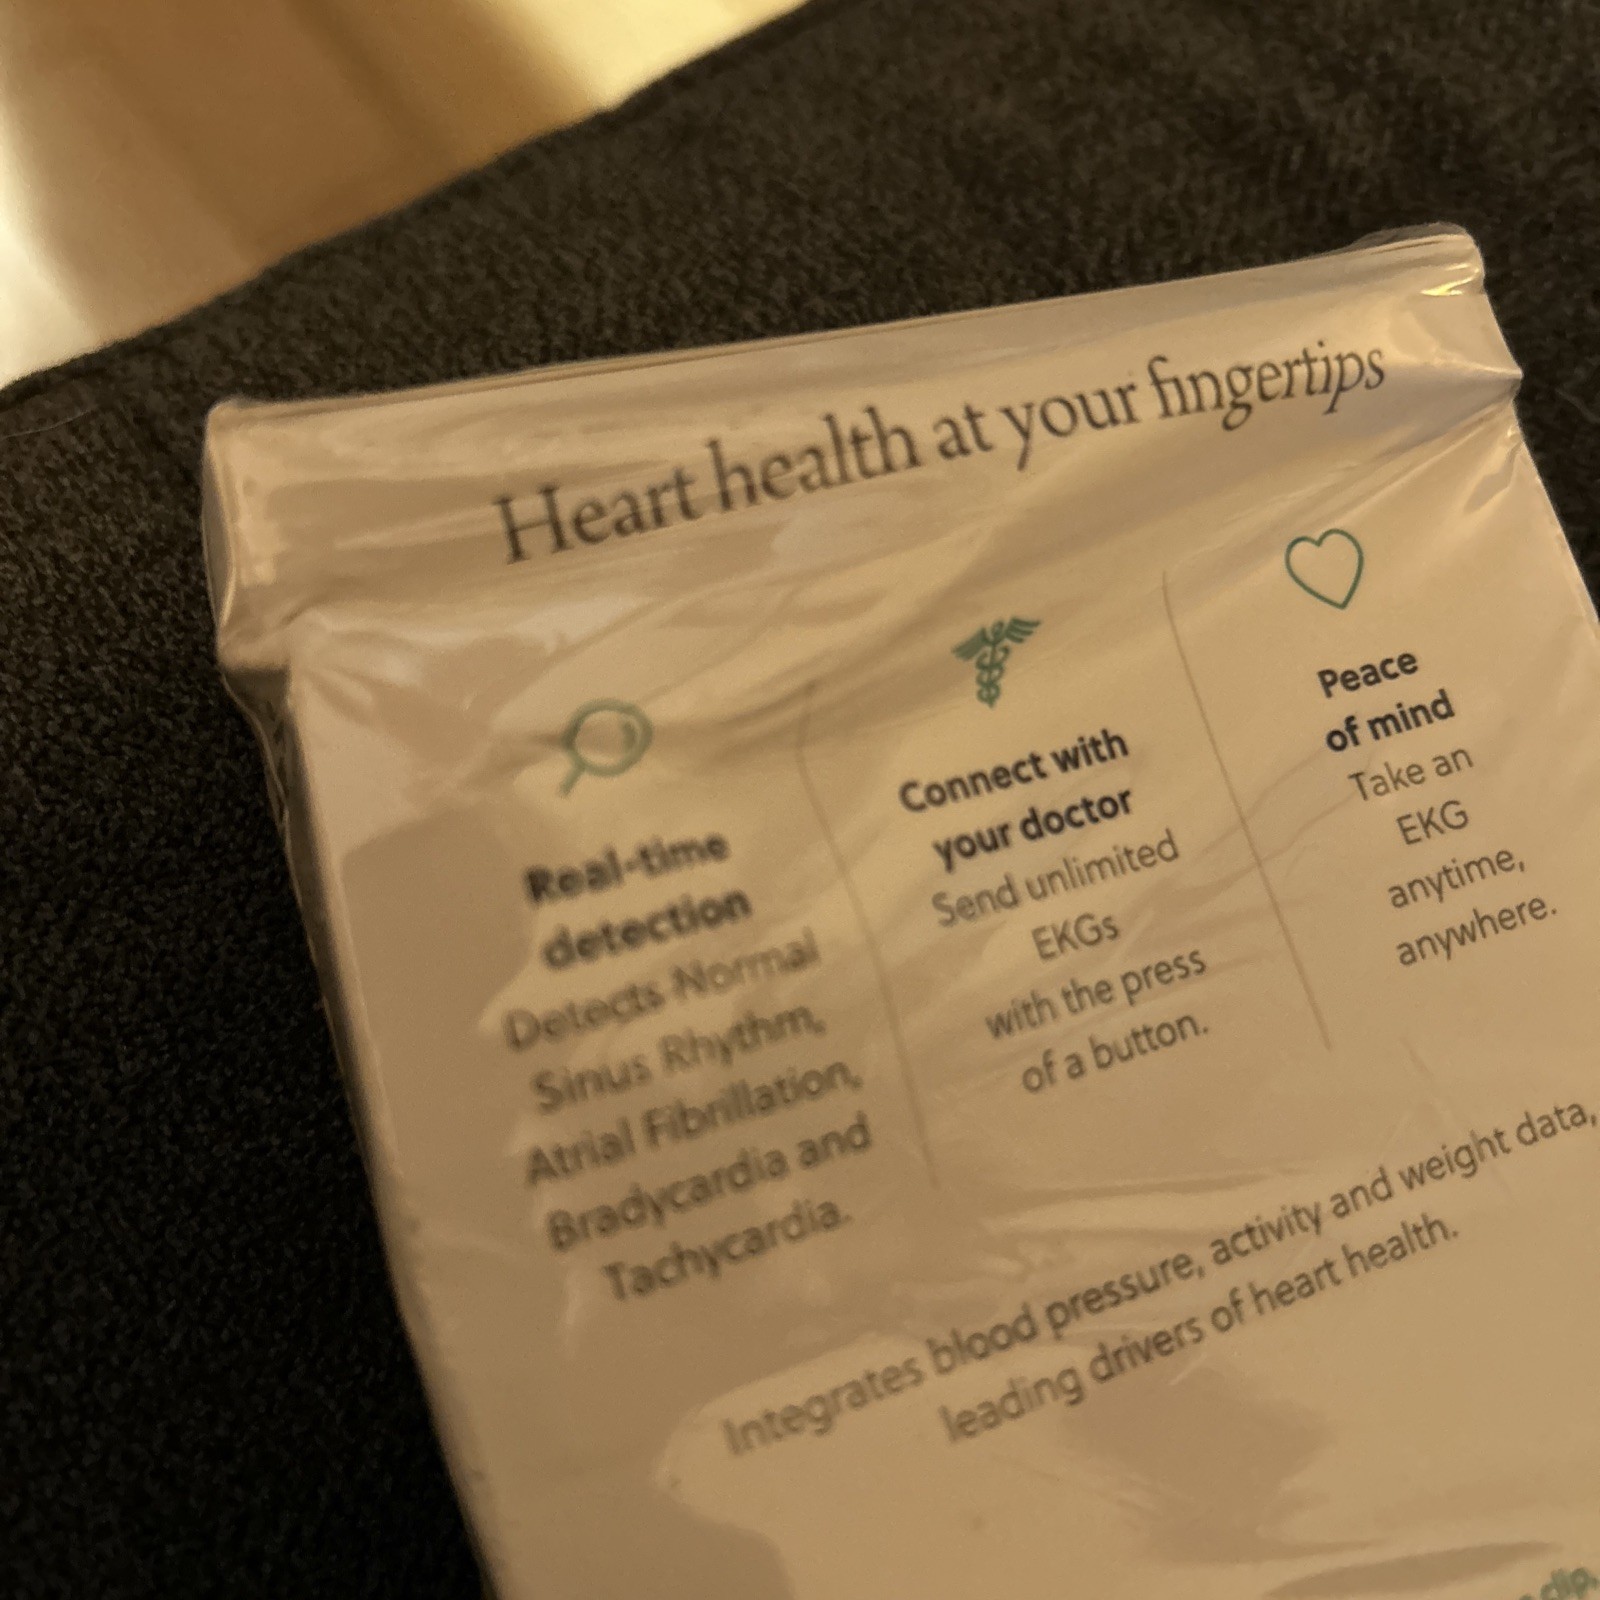 Heart health at your fingertips
Real-time
detection
Detects Normal
Sinus Rhythm,
Atrial Fibrillation,
Bradycardia and
Tachycardia.
Connect with
your doctor
Send unlimited
EKGs
with the press
of a button.
Peace
of mind
Take an
EKG
anytime,
anywhere.
Integrates blood pressure, activity and weight data,
leading drivers of heart health.